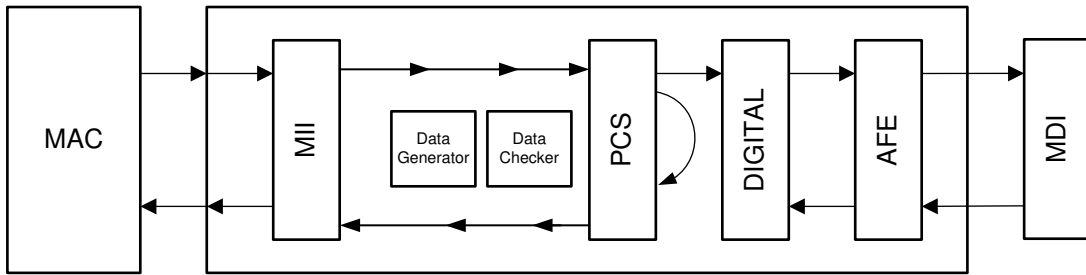 MAC
MII
Data
Generator
Data
Checker
PCS
DIGITAL
AFE
MDI